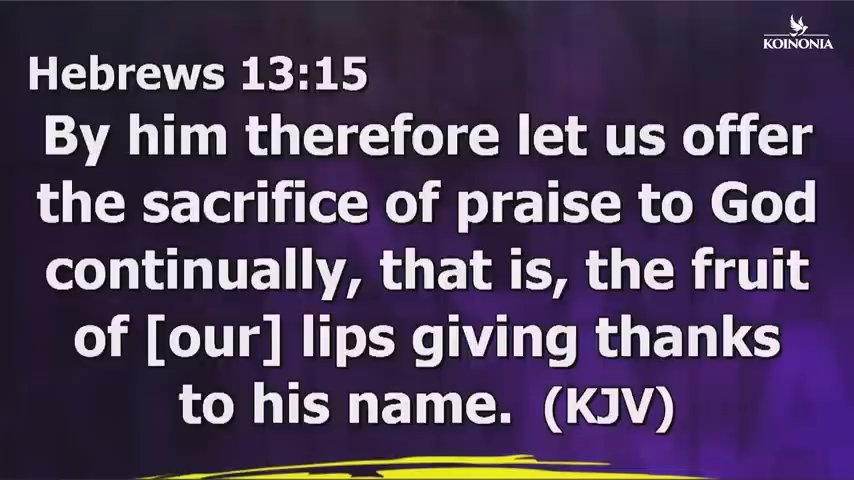 KOINONIA
Hebrews 13:15
By him therefore let us offer
the sacrifice of praise to God
continually, that is, the fruit
of [our] lips giving thanks
to his name. (KJV)